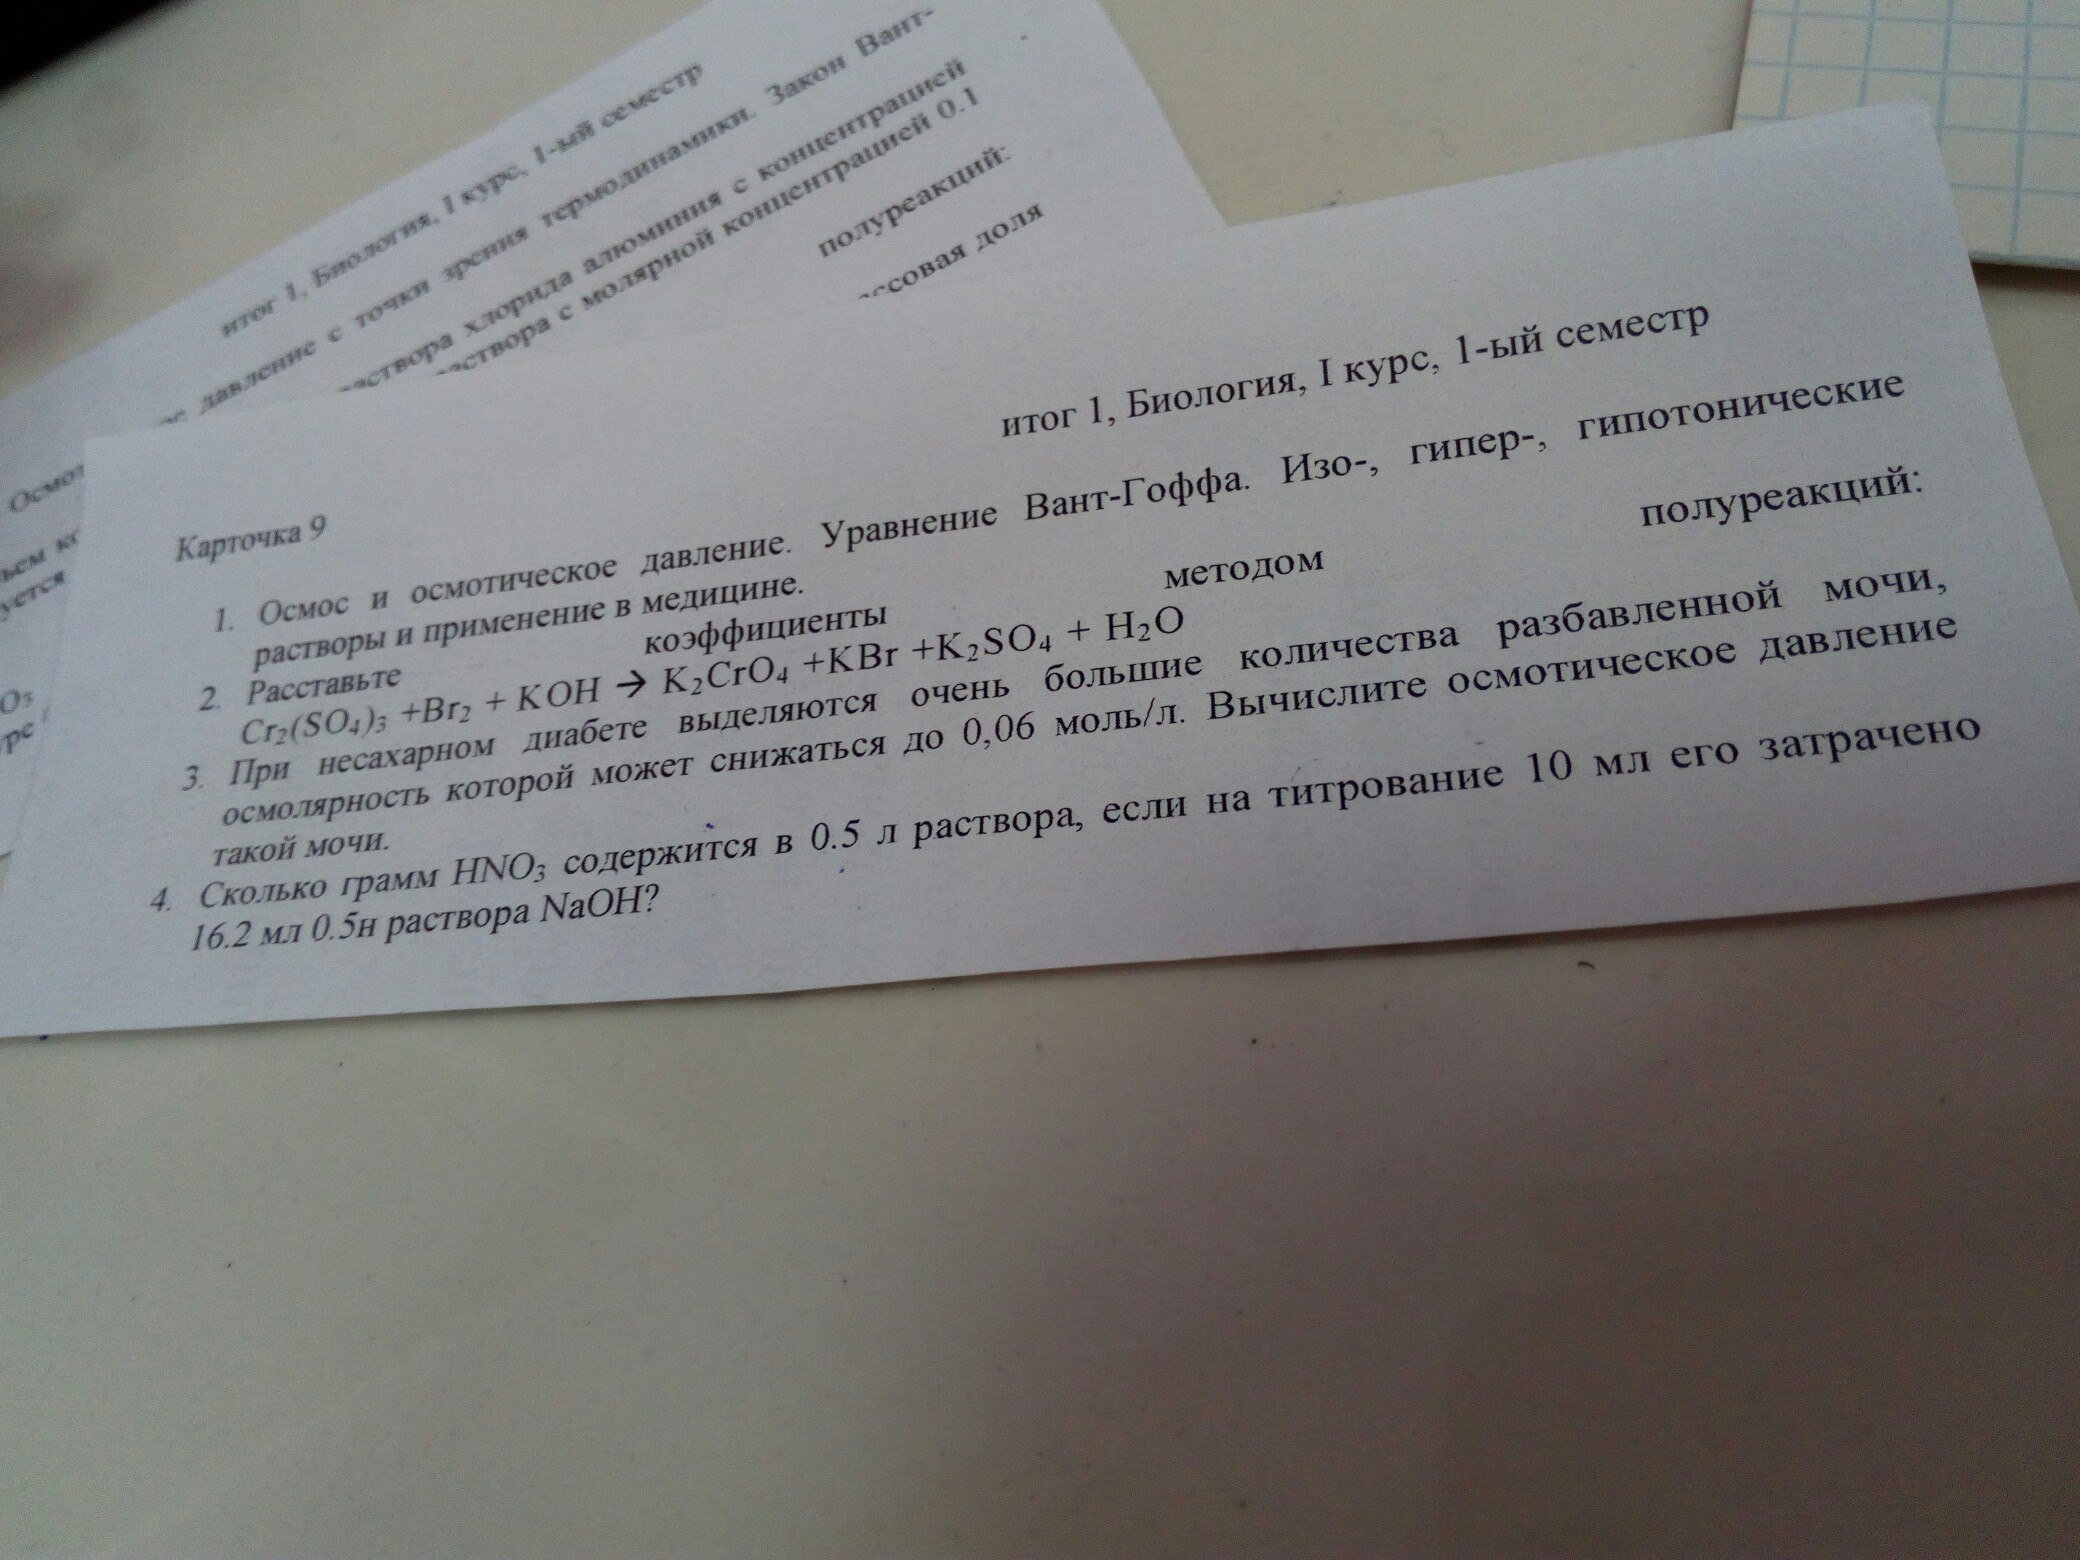 итог 1, Биология, I курс, 1-ый семестр
давление с точки зрения термодинамики. Закон Вант-
хлорида алюминия с концентрацией
с молярной концентрацией 0.1
полуреакций:
доля
итог 1, Биология, I курс, 1-ый семестр
Карточка 9
1. Осмос и осмотическое давление. Уравнение Вант-Гоффа. Изо-, гипер-, гипотонические
растворы и применение в медицине.
2. Расставьте коэффициенты методом полуреакций:
Cr₂(SO₄)₃ +Br₂ + KOH → K₂CrO₄ +KBr +K₂SO₄ + H₂O
3. При несахарном диабете выделяются очень большие количества разбавленной мочи,
осмолярность которой может снижаться до 0,06 моль/л. Вычислите осмотическое давление
такой мочи.
4. Сколько грамм HNO₃ содержится в 0.5 л раствора, если на титрование 10 мл его затрачено
16.2 мл 0.5н раствора NaOH?